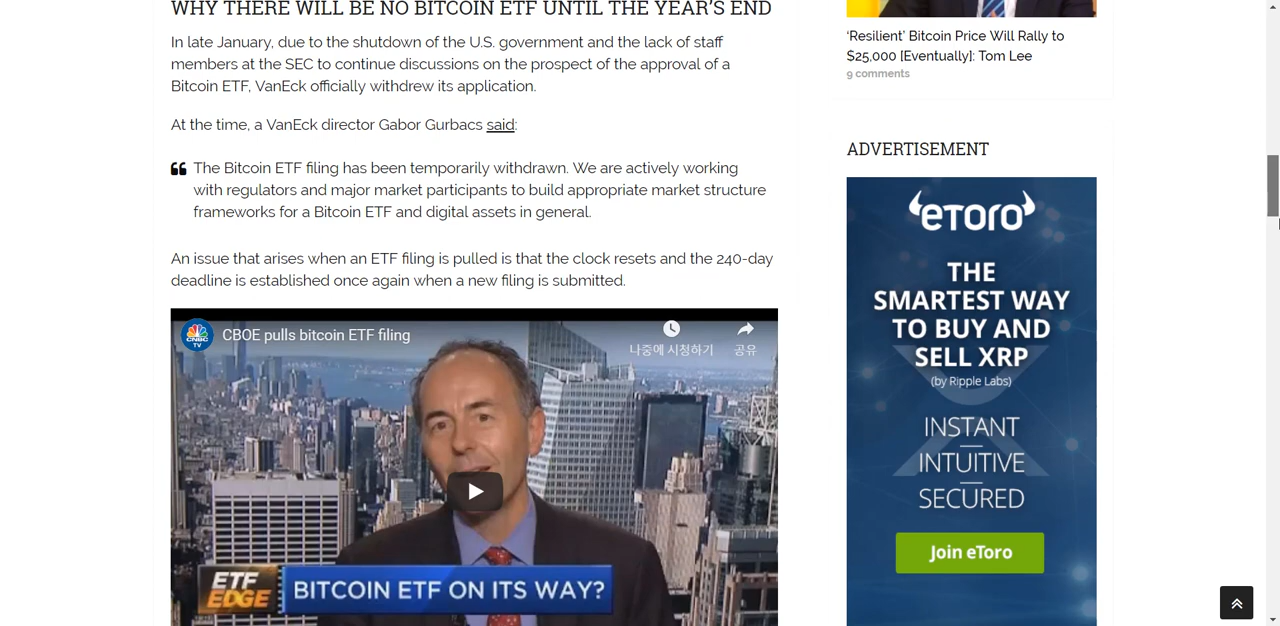 WHY THERE WILL BE NO BITCOIN ETF UNTIL THE YEAR'S END
In late January, due to the shutdown of the U.S. government and the lack of staff
members at the SEC to continue discussions on the prospect of the approval of a
Bitcoin ETF, VanEck officially withdrew its application.
At the time, a VanEck director Gabor Gurbacs said:
The Bitcoin ETF filing has been temporarily withdrawn. We are actively working
with regulators and major market participants to build appropriate market structure
frameworks for a Bitcoin ETF and digital assets in general.
An issue that arises when an ETF filing is pulled is that the clock resets and the 240-day
deadline is established once again when a new filing is submitted.
CNBC
TV
CBOE pulls bitcoin ETF filing
나중에 시청하기
공유
ETF
EDGE
BITCOIN ETF ON ITS WAY?
'Resilient' Bitcoin Price Will Rally to
$25,000 [Eventually]: Tom Lee
9 comments
ADVERTISEMENT
eToro
THE
SMARTEST WAY
TO BUY AND
SELL XRP
(by Ripple Labs)
INSTANT
INTUITIVE
SECURED
Join eToro